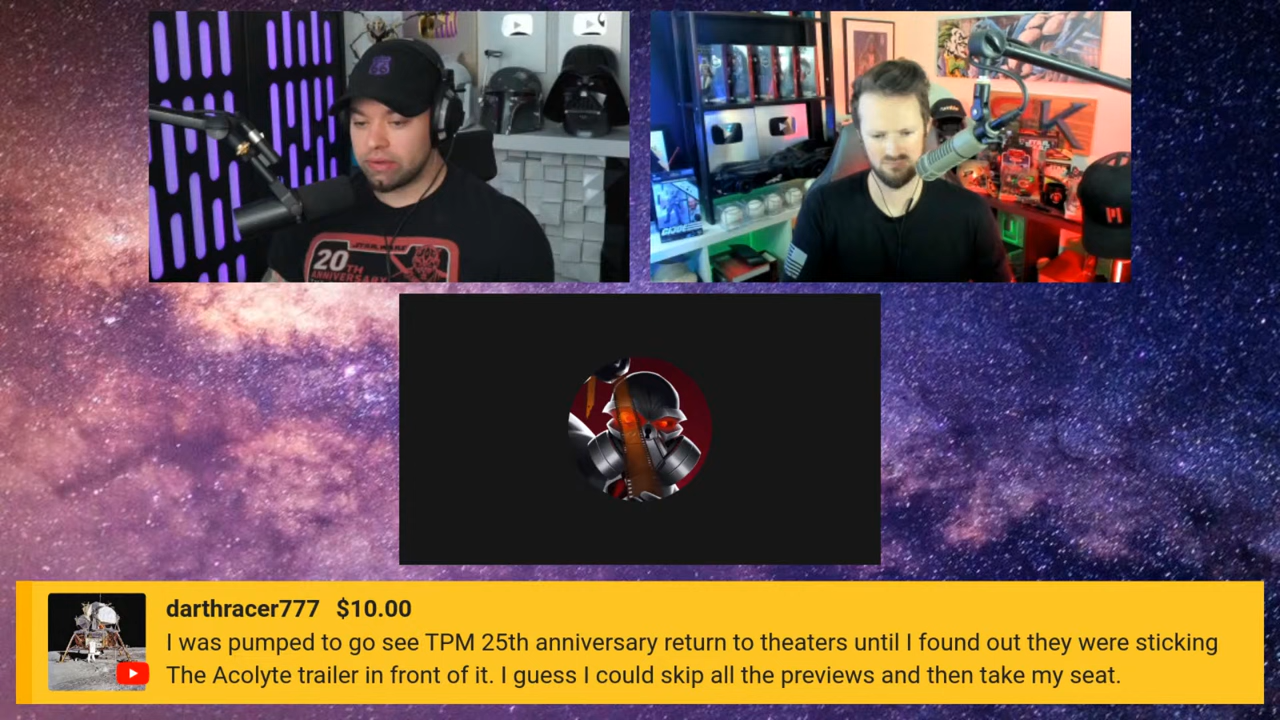 STAR WARS
20TH
ANNIVERSARY
K
darthracer777 $10.00
I was pumped to go see TPM 25th anniversary return to theaters until I found out they were sticking
The Acolyte trailer in front of it. I guess I could skip all the previews and then take my seat.